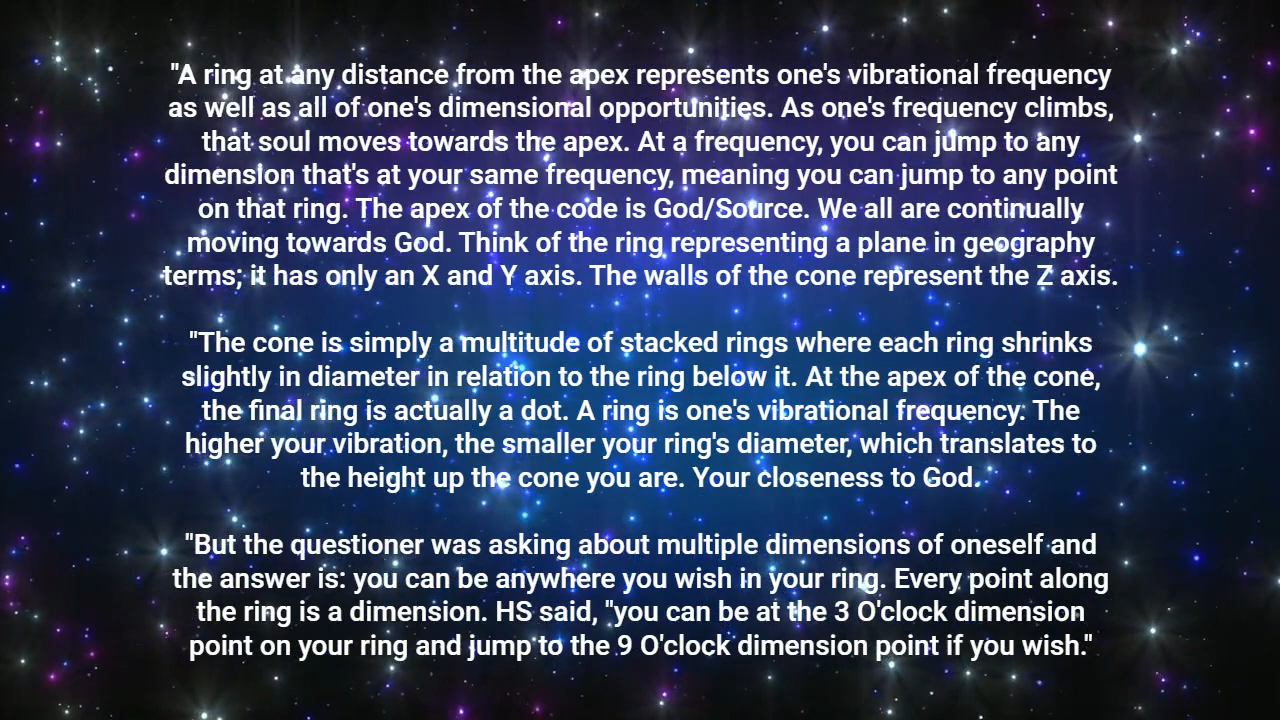 "A ring at any distance from the apex represents one's vibrational frequency
as well as all of one's dimensional opportunities. As one's frequency climbs,
that soul moves towards the apex. At a frequency, you can jump to any
dimension that's at your same frequency, meaning you can jump to any point
on that ring. The apex of the code is God/Source. We all are continually
moving towards God. Think of the ring representing a plane in geography
terms; it has only an X and Y axis. The walls of the cone represent the Z axis.
"The cone is simply a multitude of stacked rings where each ring shrinks
slightly in diameter in relation to the ring below it. At the apex of the cone,
the final ring is actually a dot. A ring is one's vibrational frequency. The
higher your vibration, the smaller your ring's diameter, which translates to
the height up the cone you are. Your closeness to God.
"But the questioner was asking about multiple dimensions of oneself and
the answer is: you can be anywhere you wish in your ring. Every point along
the ring is a dimension. HS said, "you can be at the 3 O'clock dimension
point on your ring and jump to the 9 O'clock dimension point if you wish."